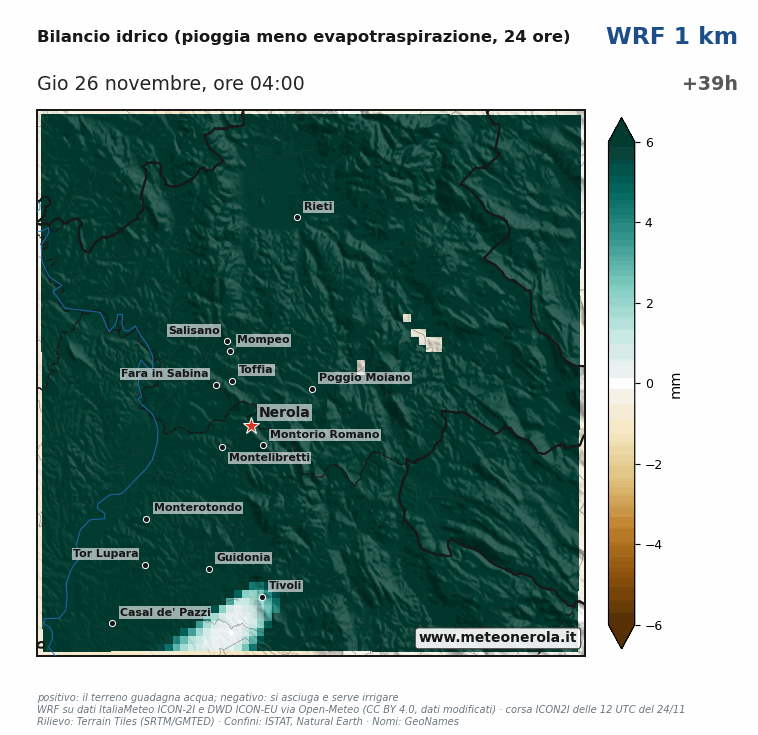 Bilancio idrico (pioggia meno evapotraspirazione, 24 ore)
WRF 1 km
Gio 26 novembre, ore 04:00
+39h
Rieti
Salisano
Mompeo
Fara in Sabina
Toffia
Poggio Moiano
Nerola
Montorio Romano
Montelibretti
Monterotondo
Tor Lupara
Guidonia
Tivoli
Casal de' Pazzi
www.meteonerola.it
6
4
2
0
−2
−4
−6
mm
positivo: il terreno guadagna acqua; negativo: si asciuga e serve irrigare
WRF su dati ItaliaMeteo ICON-2I e DWD ICON-EU via Open-Meteo (CC BY 4.0, dati modificati) · corsa ICON2I delle 12 UTC del 24/11
Rilievo: Terrain Tiles (SRTM/GMTED) · Confini: ISTAT, Natural Earth · Nomi: GeoNames